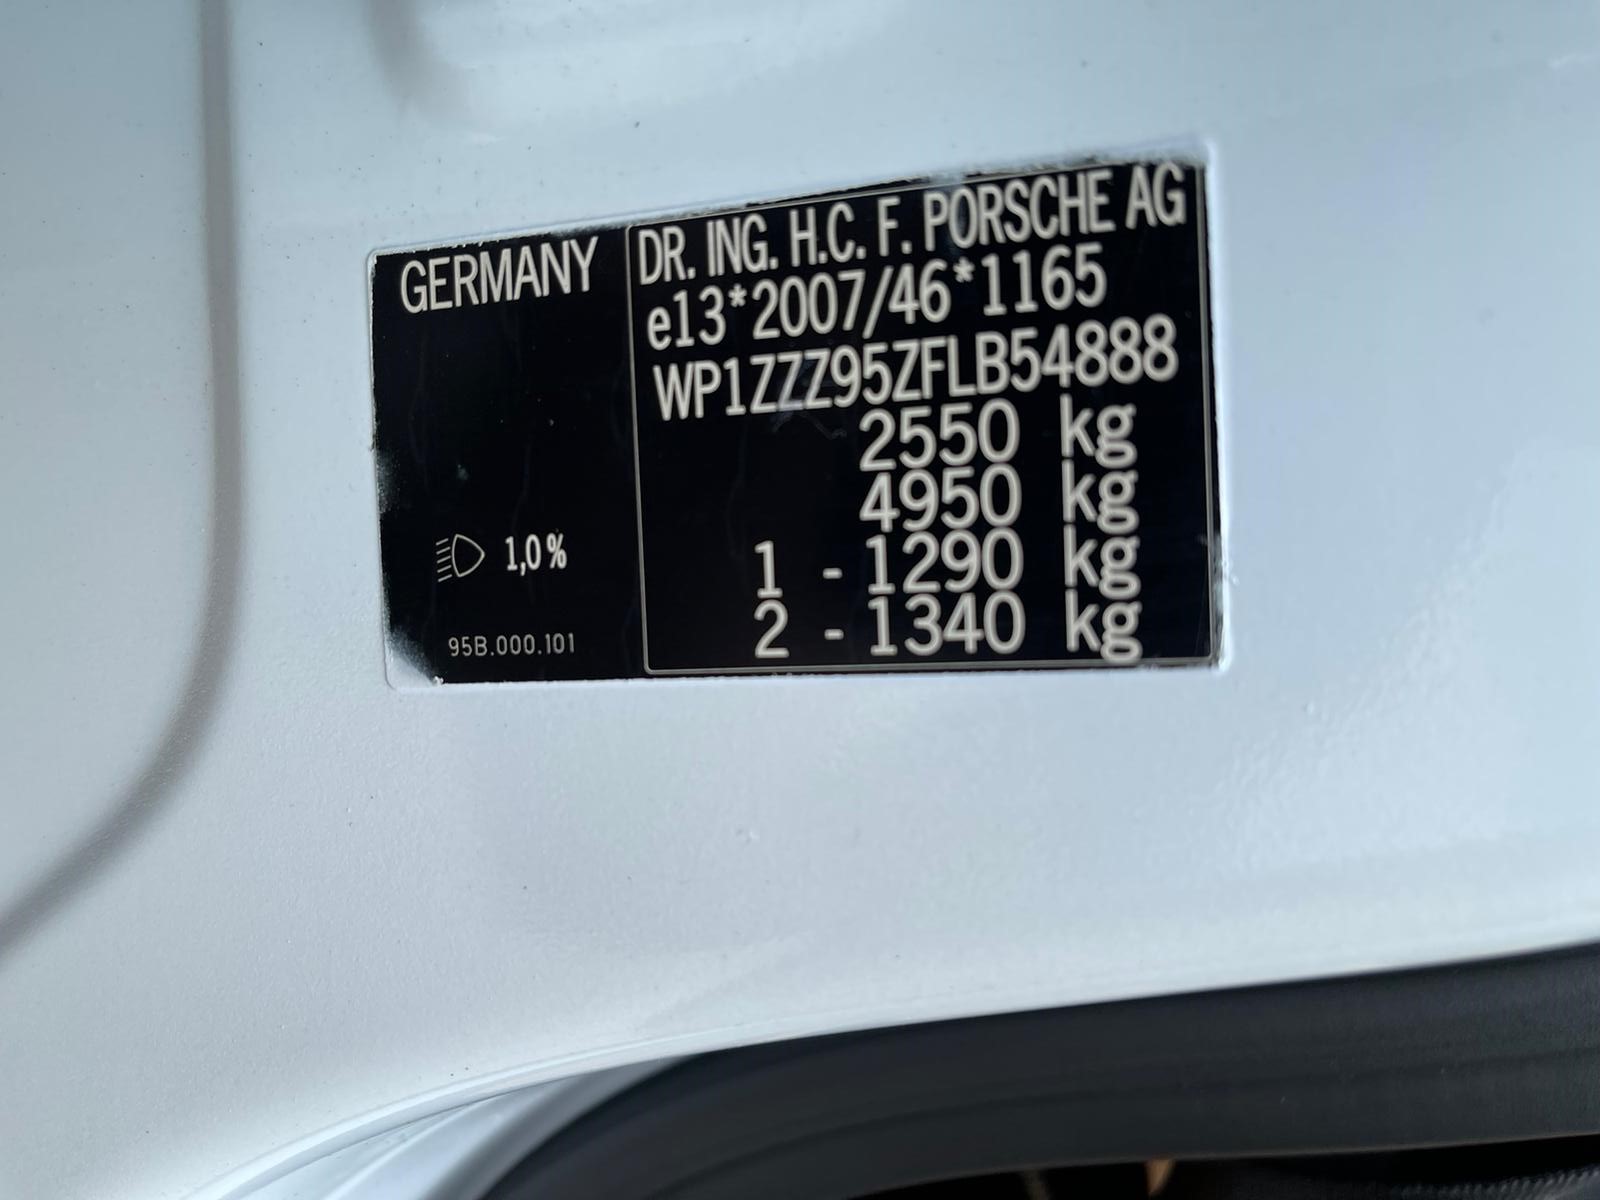 GERMANY
1,0%
95B.000.101
DR. ING. H.C. F. PORSCHE AG
e13*2007/46*1165
WP1ZZZ95ZFLB54888
2550 kg
4950 kg
1 - 1290 kg
2 - 1340 kg